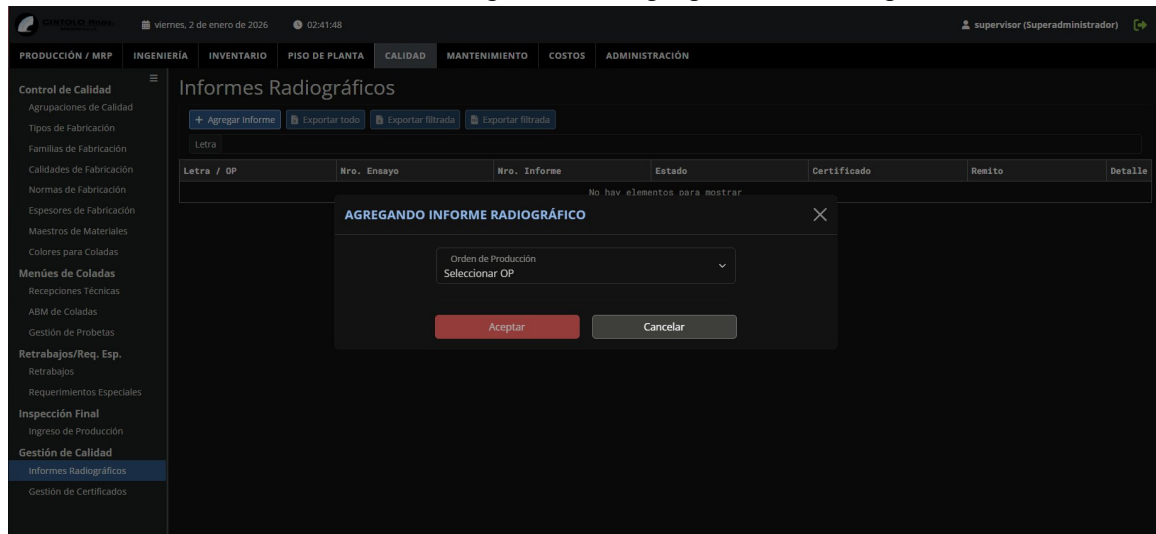 GINTOLO Hnos.
viernes, 2 de enero de 2026
02:41:48
supervisor (Superadministrador)
PRODUCCIÓN / MRP INGENIERÍA INVENTARIO PISO DE PLANTA CALIDAD MANTENIMIENTO COSTOS ADMINISTRACIÓN
Control de Calidad
Agrupaciones de Calidad
Tipos de Fabricación
Familias de Fabricación
Calidades de Fabricación
Normas de Fabricación
Espesores de Fabricación
Maestros de Materiales
Colores para Coladas
Menúes de Coladas
Recepciones Técnicas
ABM de Coladas
Gestión de Probetas
Retrabajos/Req. Esp.
Retrabajos
Requerimientos Especiales
Inspección Final
Ingreso de Producción
Gestión de Calidad
Informes Radiográficos
Gestión de Certificados
Informes Radiográficos
+ Agregar Informe Exportar todo Exportar filtrada Exportar filtrada
Letra
Letra / OP Nro. Ensayo Nro. Informe Estado Certificado Remito Detalle
No hay elementos para mostrar
AGREGANDO INFORME RADIOGRÁFICO
Orden de Producción
Seleccionar OP
Aceptar Cancelar